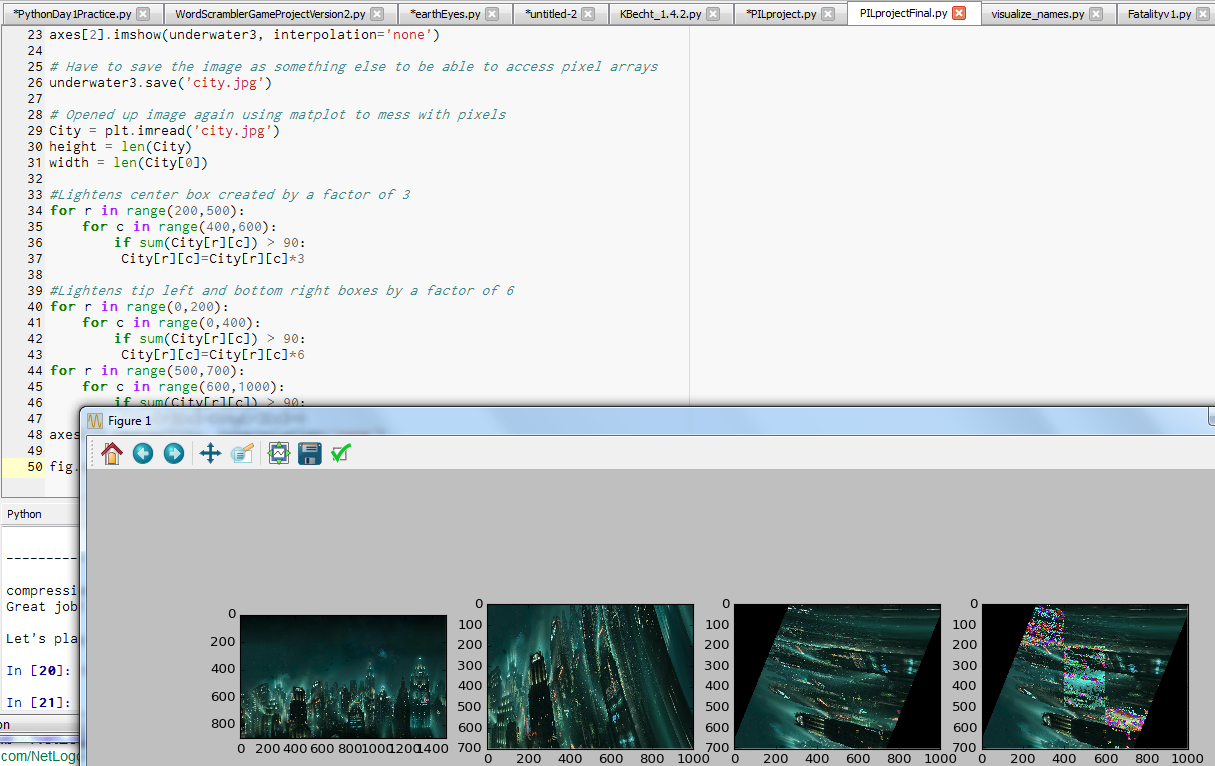 *PythonDay1Practice.py WordScramblerGameProjectVersion2.py *earthEyes.py *untitled-2 KBecht_1.4.2.py *PILproject.py PILprojectFinal.py visualize_names.py Fatalityv1.py
23 axes[2].imshow(underwater3, interpolation='none')
24
25 # Have to save the image as something else to be able to access pixel arrays
26 underwater3.save('city.jpg')
27
28 # Opened up image again using matplot to mess with pixels
29 City = plt.imread('city.jpg')
30 height = len(City)
31 width = len(City[0])
32
33 #Lightens center box created by a factor of 3
34 for r in range(200,500):
35 for c in range(400,600):
36 if sum(City[r][c]) > 90:
37 City[r][c]=City[r][c]*3
38
39 #Lightens tip left and bottom right boxes by a factor of 6
40 for r in range(0,200):
41 for c in range(0,400):
42 if sum(City[r][c]) > 90:
43 City[r][c]=City[r][c]*6
44 for r in range(500,700):
45 for c in range(600,1000):
46 if sum(City[r][c]) > 90:
47
48 axes
49
50 fig.
Figure 1
Python
----------
compressi
Great job
Let's pla
In [20]:
In [21]:
on
com/NetLogo
0 200 400 600 800
0 200 400 600 800 1000 1200 1400
0 100 200 300 400 500 600 700
0 200 400 600 800 1000
0 100 200 300 400 500 600 700
0 200 400 600 800 1000
0 100 200 300 400 500 600 700
0 200 400 600 800 1000